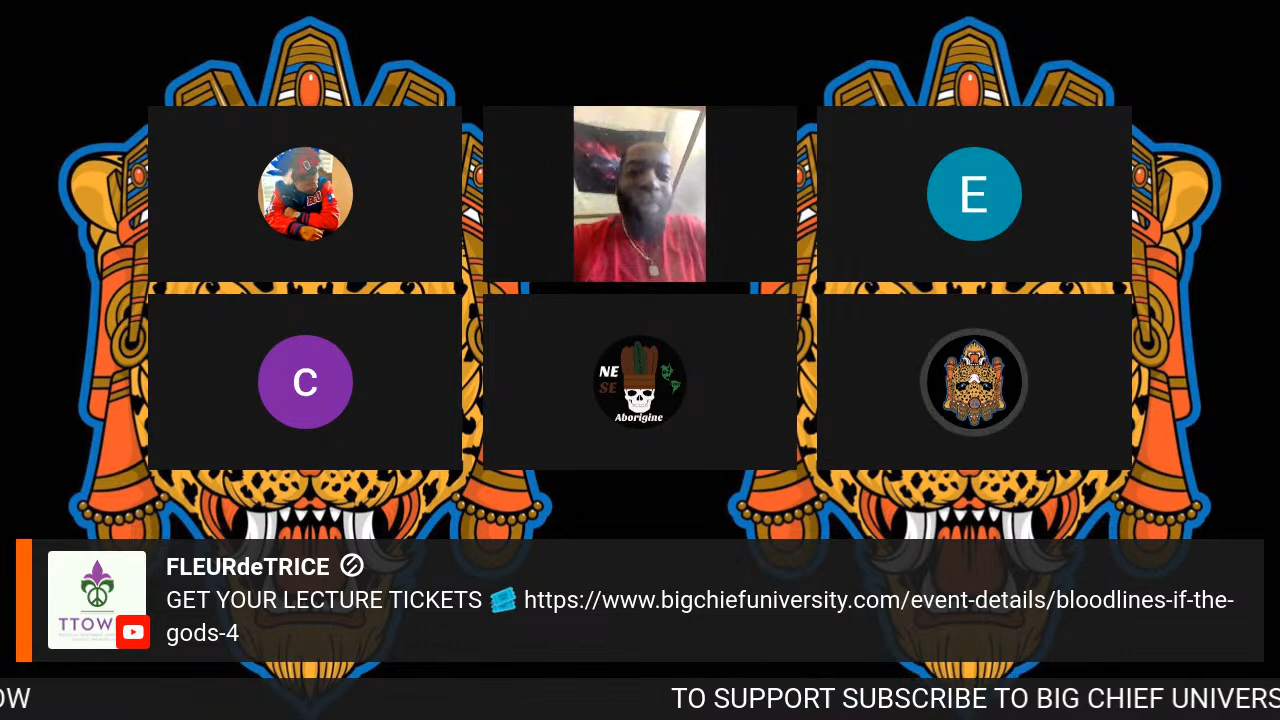 E
C
NE
SE
Aborigine
FLEURdeTRICE
GET YOUR LECTURE TICKETS 🎟 https://www.bigchiefuniversity.com/event-details/bloodlines-if-the-
gods-4
TTOW
OW TO SUPPORT SUBSCRIBE TO BIG CHIEF UNIVERS